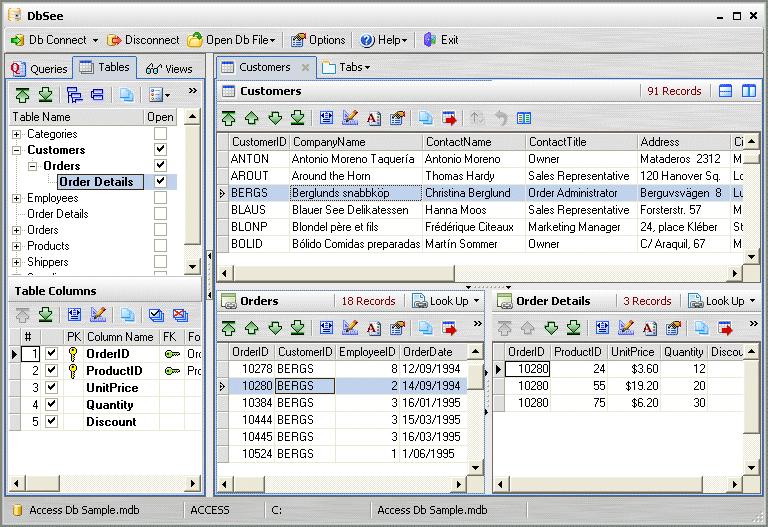 DbSee
Db Connect Disconnect Open Db File Options Help Exit
Queries Tables Views
Customers Tabs
Customers 91 Records
Table Name Open
Categories
Customers
Orders
Order Details
Employees
Order Details
Orders
Products
Shippers
CustomerID CompanyName ContactName ContactTitle Address
ANTON Antonio Moreno Taquería Antonio Moreno Owner Mataderos 2312 M
AROUT Around the Horn Thomas Hardy Sales Representative 120 Hanover Sq. Lo
BERGS Berglunds snabbköp Christina Berglund Order Administrator Berguvsvägen 8 Lu
BLAUS Blauer See Delikatessen Hanna Moos Sales Representative Forsterstr. 57 M
BLONP Blondel père et fils Frédérique Citeaux Marketing Manager 24, place Kléber St
BOLID Bólido Comidas preparadas Martín Sommer Owner C/ Araquil, 67 M
Table Columns
# PK Column Name FK Fo
1 OrderID Orc
2 ProductID Pro
3 UnitPrice
4 Quantity
5 Discount
Orders 18 Records Look Up
OrderID CustomerID EmployeeID OrderDate
10278 BERGS 8 12/09/1994
10280 BERGS 2 14/09/1994
10384 BERGS 3 16/01/1995
10444 BERGS 3 15/03/1995
10445 BERGS 3 16/03/1995
10524 BERGS 1 1/06/1995
Order Details 3 Records Look Up
OrderID ProductID UnitPrice Quantity Discou
10280 24 $3.60 12
10280 55 $19.20 20
10280 75 $6.20 30
Access Db Sample.mdb ACCESS C: Access Db Sample.mdb